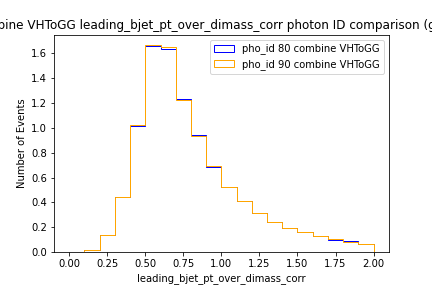 bine VHToGG leading_bjet_pt_over_dimass_corr photon ID comparison (g
pho_id 80 combine VHToGG
pho_id 90 combine VHToGG
Number of Events
1.6
1.4
1.2
1.0
0.8
0.6
0.4
0.2
0.0
0.00 0.25 0.50 0.75 1.00 1.25 1.50 1.75 2.00
leading_bjet_pt_over_dimass_corr